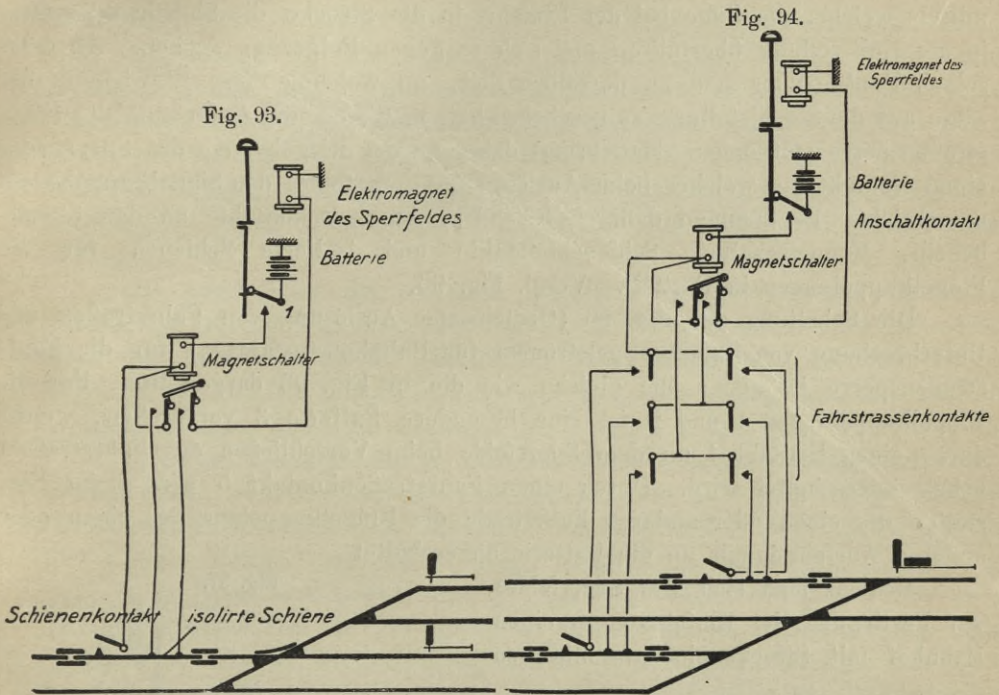 Fig. 93.
Elektromagnet
des Sperrfeldes
Batterie
1
Magnetschalter
Schienenkontakt
isolirte Schiene
Fig. 94.
Elektromagnet des
Sperrfeldes
Batterie
Anschaltkontakt
Magnetschalter
Fahrstrassenkontakte